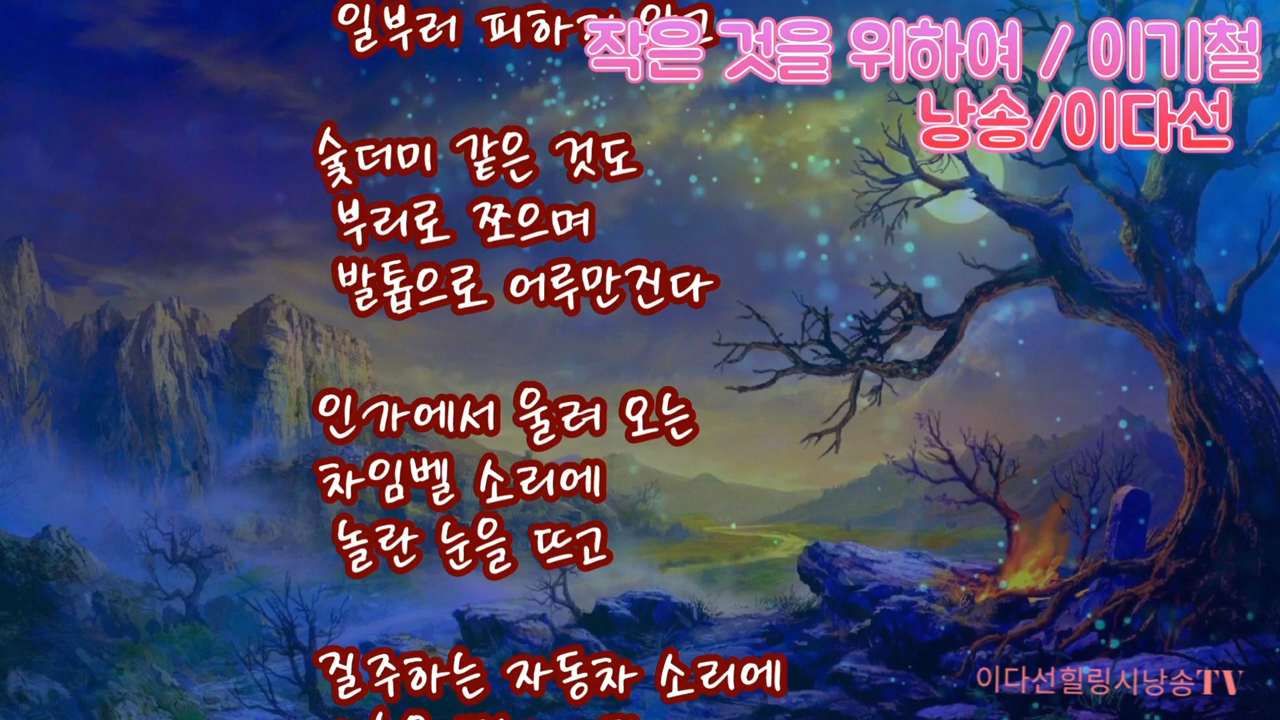 일부러 피하지 않고
작은 것을 위하여 / 이기철
낭송/이다선
숯더미 같은 것도
부리로 쪼으며
발톱으로 어루만진다
인가에서 울려 오는
차임벨 소리에
놀란 눈을 뜨고
질주하는 자동차 소리에
이다선힐링시낭송TV